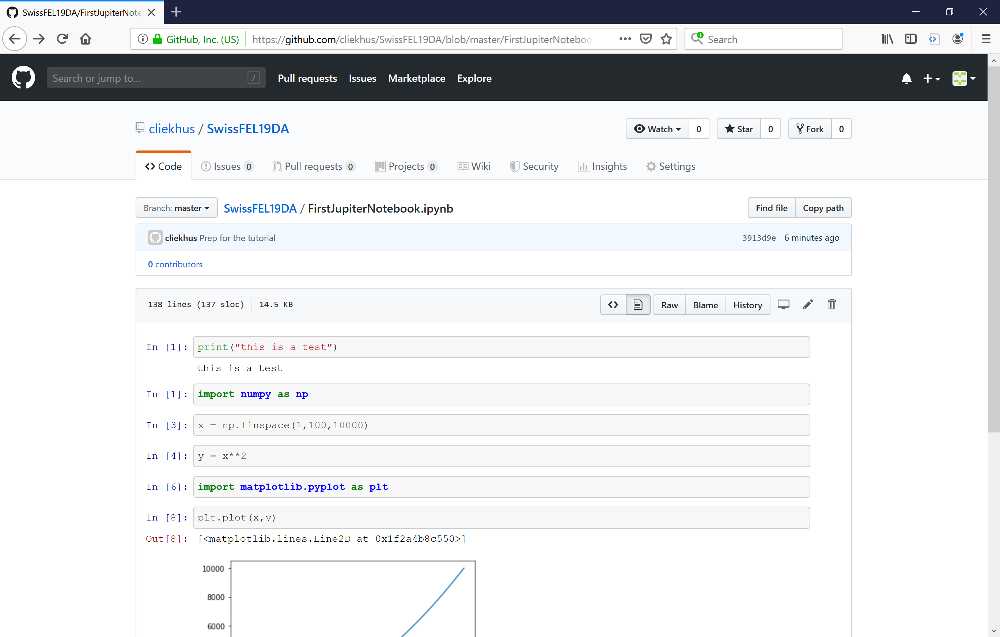 SwissFEL19DA/FirstJupiterNote
GitHub, Inc. (US) https://github.com/cliekhus/SwissFEL19DA/blob/master/FirstJupiterNoteboo Search
Search or jump to... / Pull requests Issues Marketplace Explore
cliekhus / SwissFEL19DA Watch 0 Star 0 Fork 0
Code Issues 0 Pull requests 0 Projects 0 Wiki Security Insights Settings
Branch: master SwissFEL19DA / FirstJupiterNotebook.ipynb Find file Copy path
cliekhus Prep for the tutorial 3913d9e 6 minutes ago
0 contributors
138 lines (137 sloc) 14.5 KB Raw Blame History
In [1]: print("this is a test")
this is a test
In [1]: import numpy as np
In [3]: x = np.linspace(1,100,10000)
In [4]: y = x**2
In [6]: import matplotlib.pyplot as plt
In [8]: plt.plot(x,y)
Out[8]: [<matplotlib.lines.Line2D at 0x1f2a4b8c550>]
10000
8000
6000